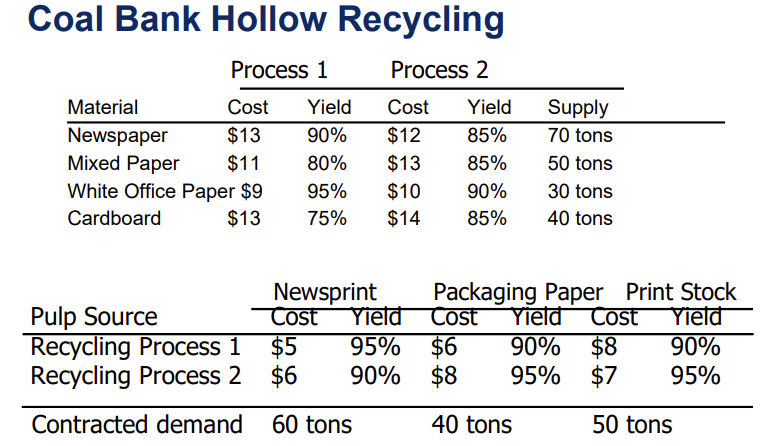 Coal Bank Hollow Recycling
Process 1 Process 2
Material Cost Yield Cost Yield Supply
Newspaper $13 90% $12 85% 70 tons
Mixed Paper $11 80% $13 85% 50 tons
White Office Paper $9 95% $10 90% 30 tons
Cardboard $13 75% $14 85% 40 tons
Newsprint Packaging Paper Print Stock
Pulp Source Cost Yield Cost Yield Cost Yield
Recycling Process 1 $5 95% $6 90% $8 90%
Recycling Process 2 $6 90% $8 95% $7 95%
Contracted demand 60 tons 40 tons 50 tons